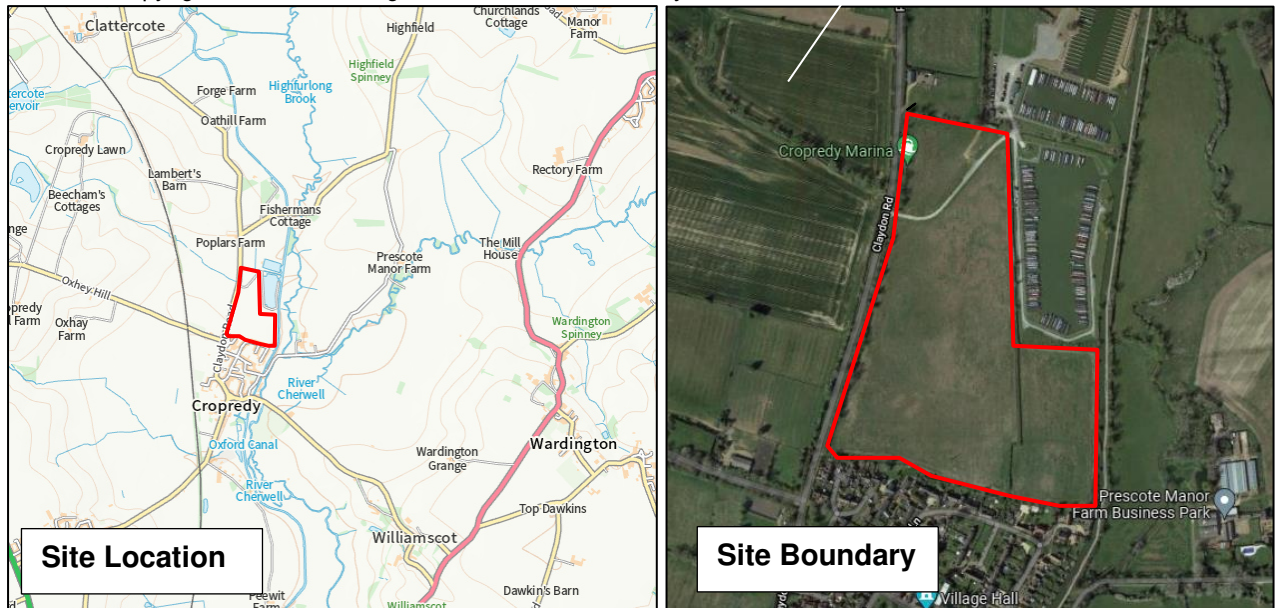 Clattercote
Churchlands
Cottage
Manor
Farm
Highfield
Highfield
Spinney
Forge Farm
Highfurlong
Brook
Oathill Farm
Cropredy Lawn
Lambert's
Barn
Rectory Farm
Beecham's
Cottages
Fishermans
Cottage
Poplars Farm
The Mill
House
Prescote
Manor Farm
Oxhey Hill
Oxhay
Farm
Claydon Road
Wardington
Spinney
River
Cherwell
Cropredy
Oxford Canal
Wardington
Grange
Wardington
River
Cherwell
Top Dawkins
Williamscot
Site Location
Dawkin's Barn
Williamscot
Cropredy Marina
Claydon Rd
Prescote Manor
Farm Business Park
Site Boundary
Village Hall